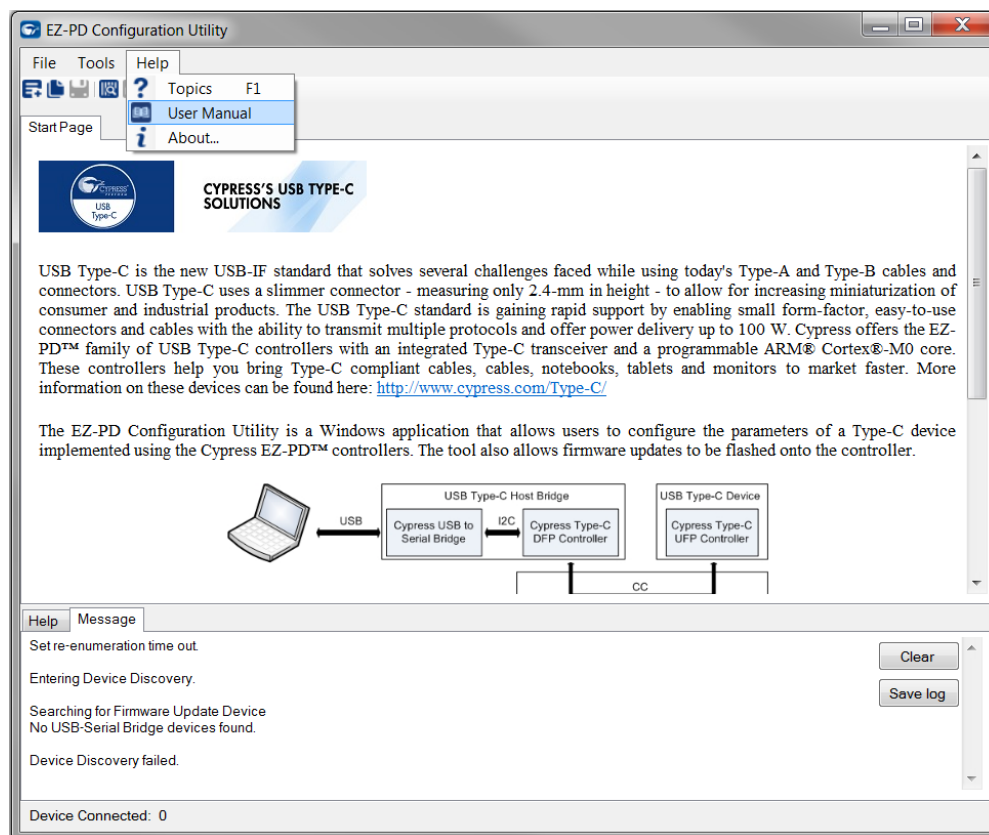 EZ-PD Configuration Utility
File Tools Help
Topics F1
User Manual
About...
Start Page
CYPRESS
USB
Type-C
CYPRESS'S USB TYPE-C
SOLUTIONS
USB Type-C is the new USB-IF standard that solves several challenges faced while using today's Type-A and Type-B cables and
connectors. USB Type-C uses a slimmer connector - measuring only 2.4-mm in height - to allow for increasing miniaturization of
consumer and industrial products. The USB Type-C standard is gaining rapid support by enabling small form-factor, easy-to-use
connectors and cables with the ability to transmit multiple protocols and offer power delivery up to 100 W. Cypress offers the EZ-
PD™ family of USB Type-C controllers with an integrated Type-C transceiver and a programmable ARM® Cortex®-M0 core.
These controllers help you bring Type-C compliant cables, cables, notebooks, tablets and monitors to market faster. More
information on these devices can be found here: http://www.cypress.com/Type-C/
The EZ-PD Configuration Utility is a Windows application that allows users to configure the parameters of a Type-C device
implemented using the Cypress EZ-PD™ controllers. The tool also allows firmware updates to be flashed onto the controller.
USB Type-C Host Bridge
USB Type-C Device
USB
Cypress USB to
Serial Bridge
I2C
Cypress Type-C
DFP Controller
Cypress Type-C
UFP Controller
CC
Help Message
Set re-enumeration time out.
Entering Device Discovery.
Searching for Firmware Update Device
No USB-Serial Bridge devices found.
Device Discovery failed.
Clear
Save log
Device Connected: 0